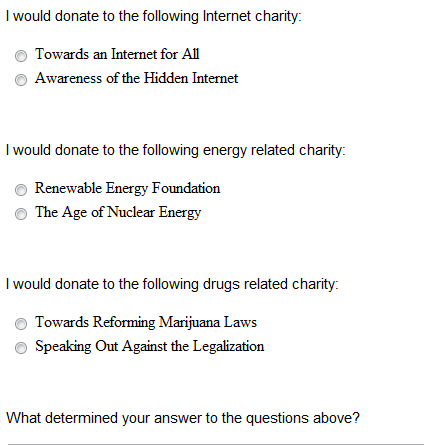 I would donate to the following Internet charity:
Towards an Internet for All
Awareness of the Hidden Internet
I would donate to the following energy related charity:
Renewable Energy Foundation
The Age of Nuclear Energy
I would donate to the following drugs related charity:
Towards Reforming Marijuana Laws
Speaking Out Against the Legalization
What determined your answer to the questions above?